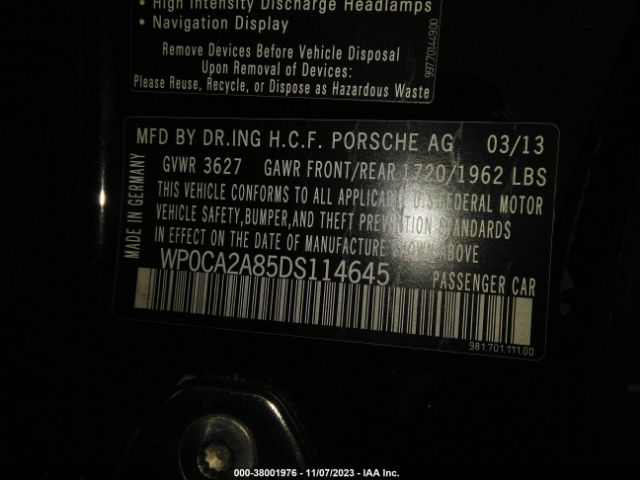 • High Intensity Discharge Headlamps
• Navigation Display
Remove Devices Before Vehicle Disposal
Upon Removal of Devices:
Please Reuse, Recycle, or Dispose as Hazardous Waste
99770144900
MFD BY DR.ING H.C.F. PORSCHE AG 03/13
GVWR 3627 GAWR FRONT/REAR 1720/1962 LBS
THIS VEHICLE CONFORMS TO ALL APPLICABLE U.S. FEDERAL MOTOR
VEHICLE SAFETY,BUMPER,AND THEFT PREVENTION STANDARDS
IN EFFECT ON THE DATE OF MANUFACTURE SHOWN ABOVE
WP0CA2A85DS114645 PASSENGER CAR
MADE IN GERMANY
981.701.111.00
000-38001976 - 11/07/2023 - IAA Inc.